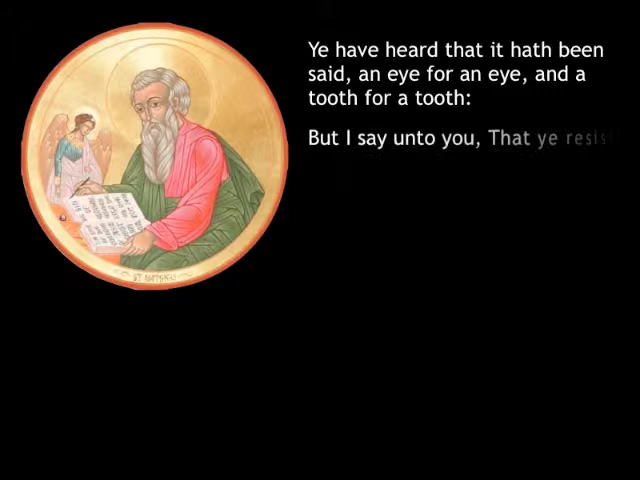 Ye have heard that it hath been
said, an eye for an eye, and a
tooth for a tooth:
But I say unto you, That ye resis